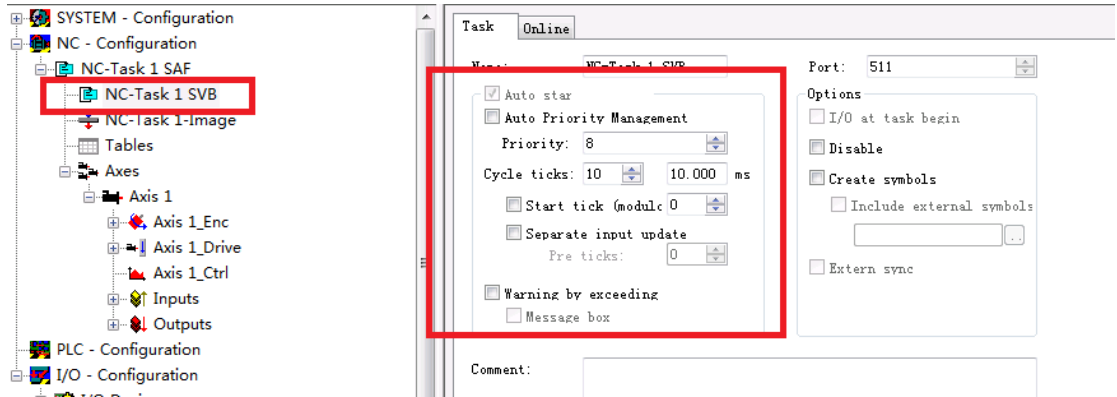 SYSTEM - Configuration
NC - Configuration
NC-Task 1 SAF
NC-Task 1 SVB
NC-Task 1-Image
Tables
Axes
Axis 1
Axis 1_Enc
Axis 1_Drive
Axis 1_Ctrl
Inputs
Outputs
PLC - Configuration
I/O - Configuration
Task
Online
NC-Task 1 SVB
Auto star
Auto Priority Management
Priority: 8
Cycle ticks: 10 10.000 ms
Start tick (modulo 0
Separate input update
Pre ticks: 0
Warning by exceeding
Message box
Port: 511
Options
I/O at task begin
Disable
Create symbols
Include external symbols
..
Extern sync
Comment: